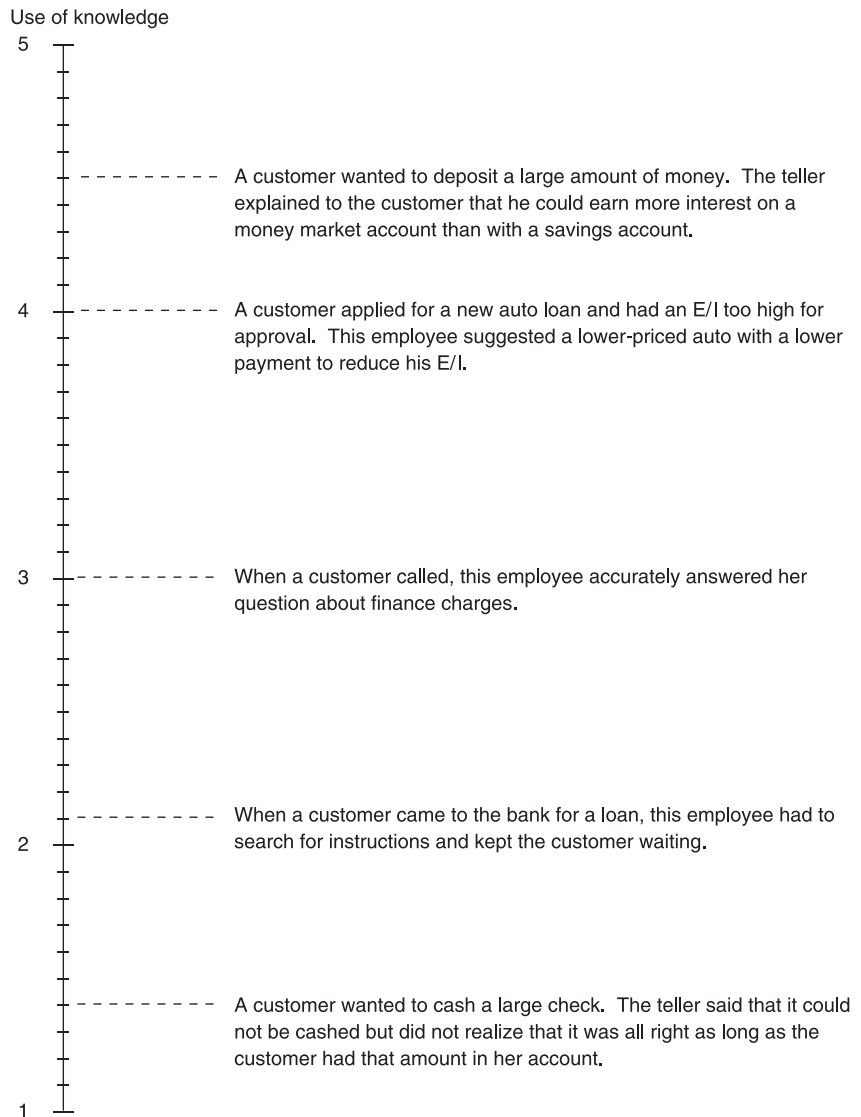 Use of knowledge
5
A customer wanted to deposit a large amount of money. The teller
explained to the customer that he could earn more interest on a
money market account than with a savings account.
4
A customer applied for a new auto loan and had an E/I too high for
approval. This employee suggested a lower-priced auto with a lower
payment to reduce his E/I.
3
When a customer called, this employee accurately answered her
question about finance charges.
When a customer came to the bank for a loan, this employee had to
2
search for instructions and kept the customer waiting.
A customer wanted to cash a large check. The teller said that it could
not be cashed but did not realize that it was all right as long as the
customer had that amount in her account.
1